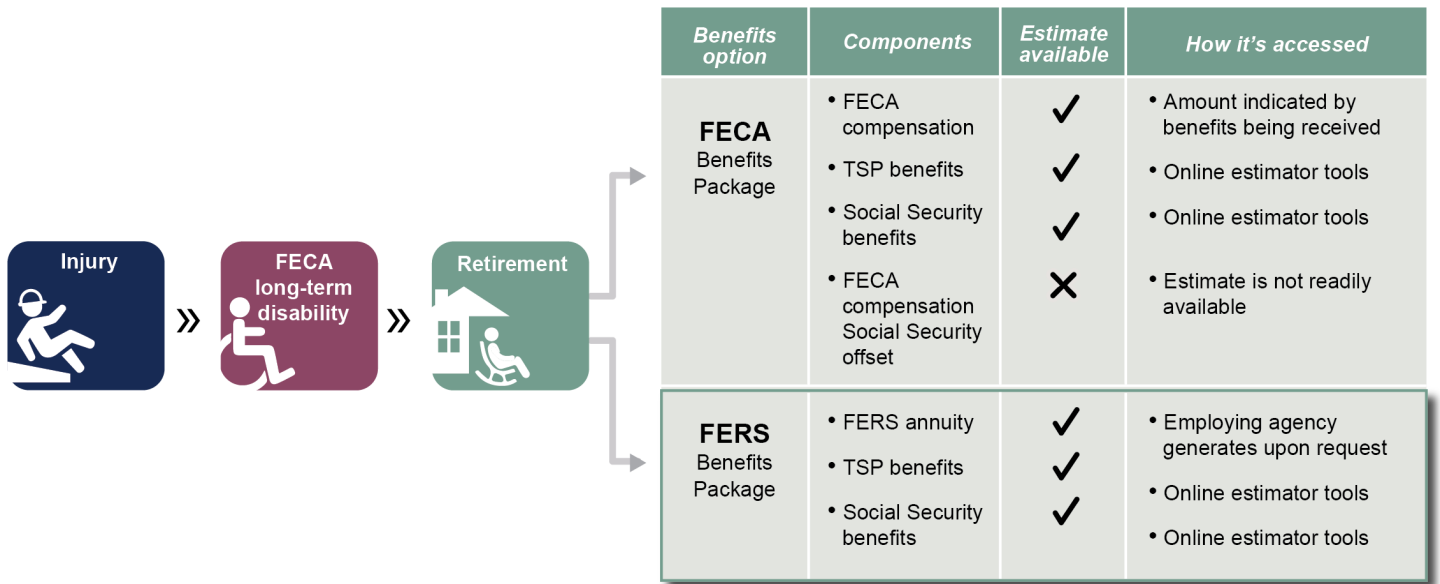 Injury
FECA
long-term
disability
Retirement
Benefits
option
Components
Estimate
available
How it's accessed
FECA
Benefits
Package
• FECA
compensation
• Amount indicated by
benefits being received
• TSP benefits
• Online estimator tools
• Social Security
benefits
• Online estimator tools
• FECA
compensation
Social Security
offset
• Estimate is not readily
available
FERS
Benefits
Package
• FERS annuity
• Employing agency
generates upon request
• TSP benefits
• Online estimator tools
• Social Security
benefits
• Online estimator tools